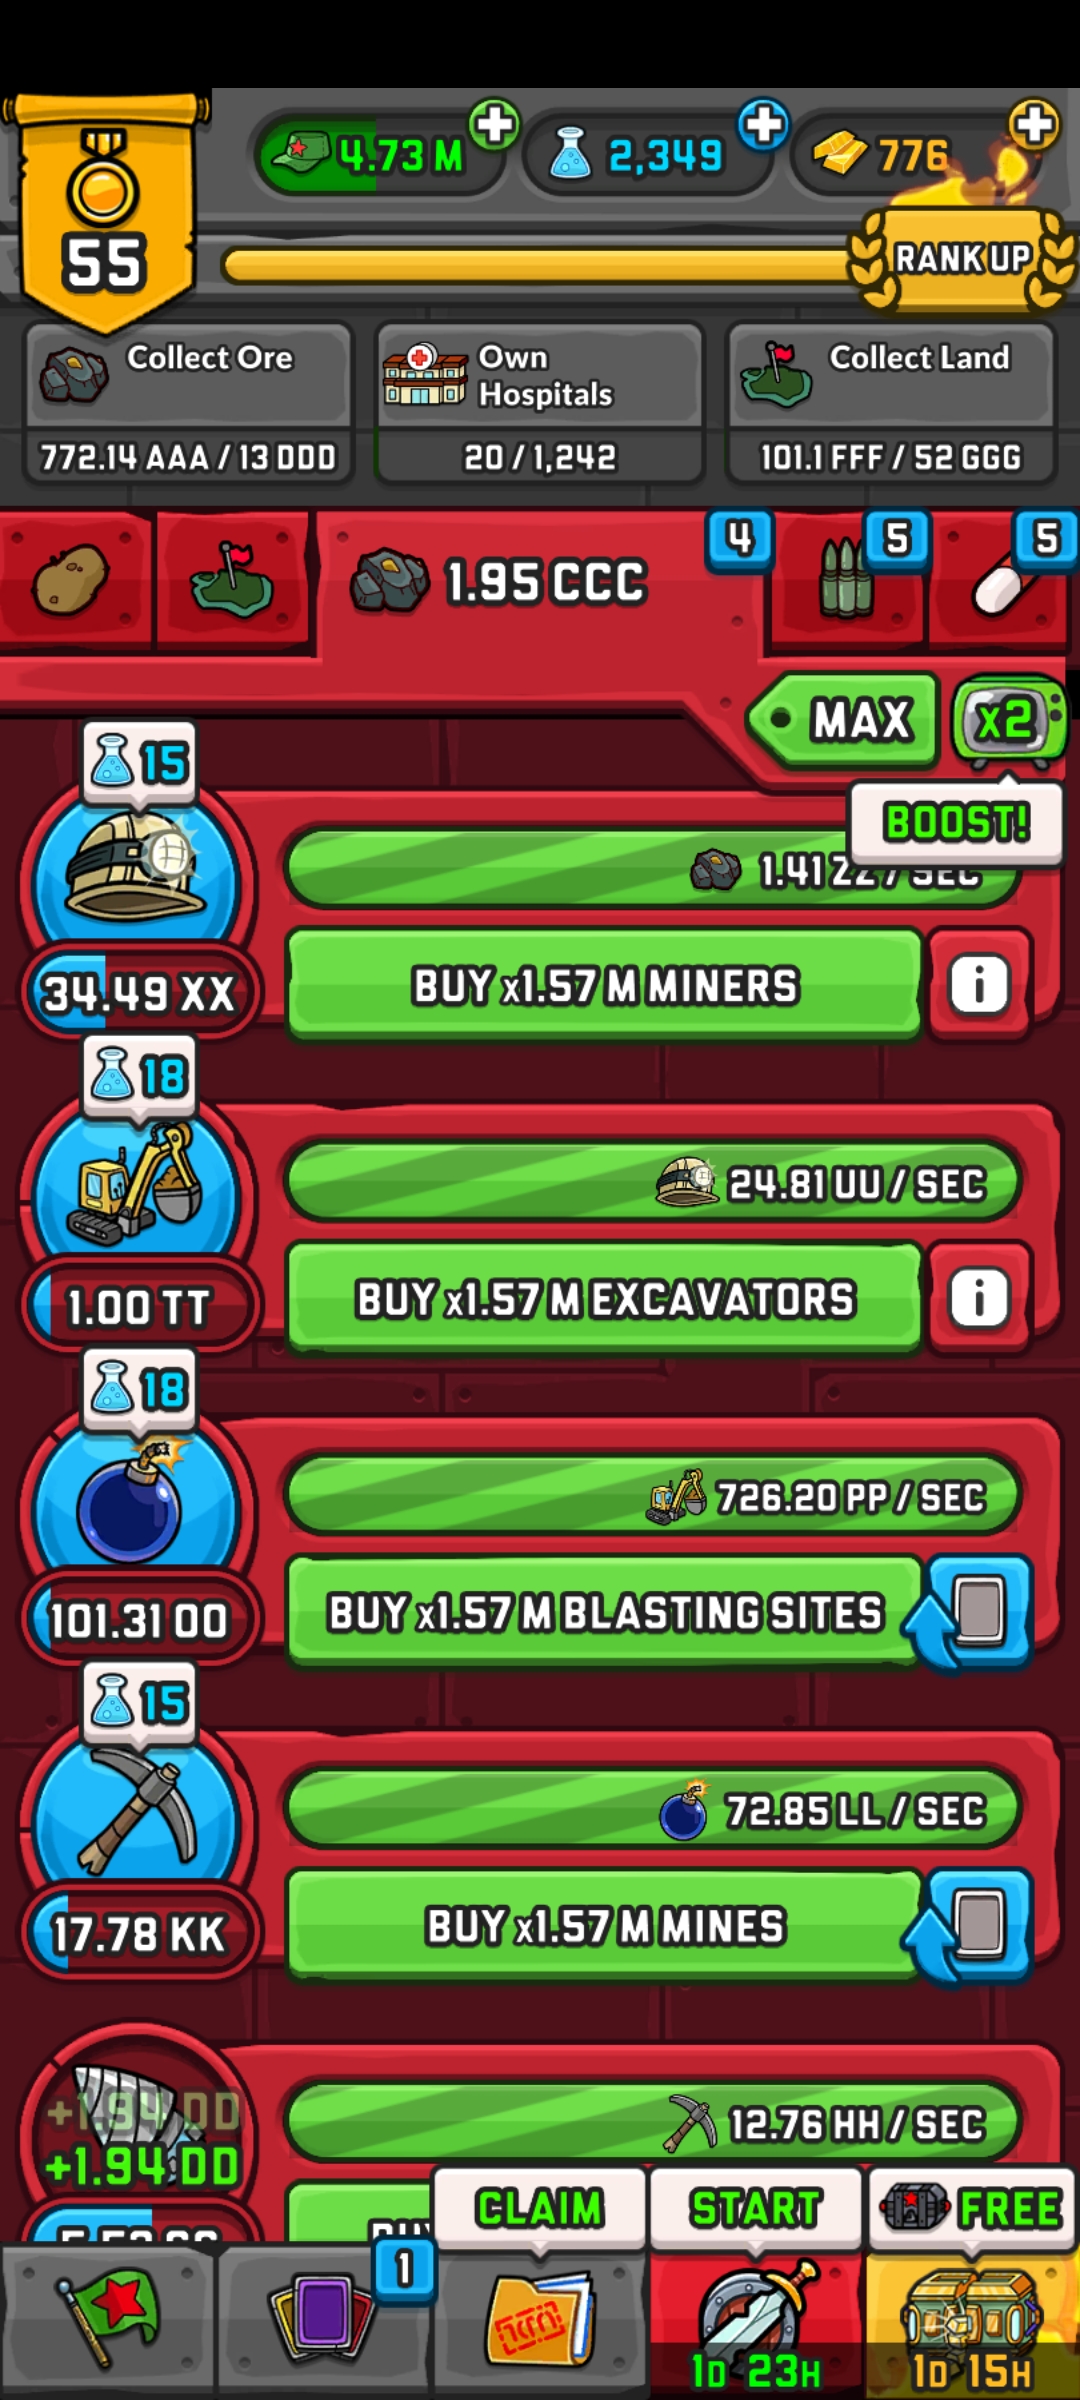 4.73 M
2,349
776
55
RANK UP
Collect Ore
772.14 AAA / 13 DDD
Own
Hospitals
20 / 1,242
Collect Land
101.1 FFF / 52 GGG
1.95 CCC
4
5
5
MAX
x2
BOOST!
15
1.41 ZZ / SEC
34.49 XX
BUY x1.57 M MINERS
i
18
24.81 UU / SEC
1.00 TT
BUY x1.57 M EXCAVATORS
i
18
726.20 PP / SEC
101.31 OO
BUY x1.57 M BLASTING SITES
15
72.85 LL / SEC
17.78 KK
BUY x1.57 M MINES
+1.94 DD
+1.94 DD
12.76 HH / SEC
BUY
CLAIM
START
FREE
1
1D 23H
1D 15H